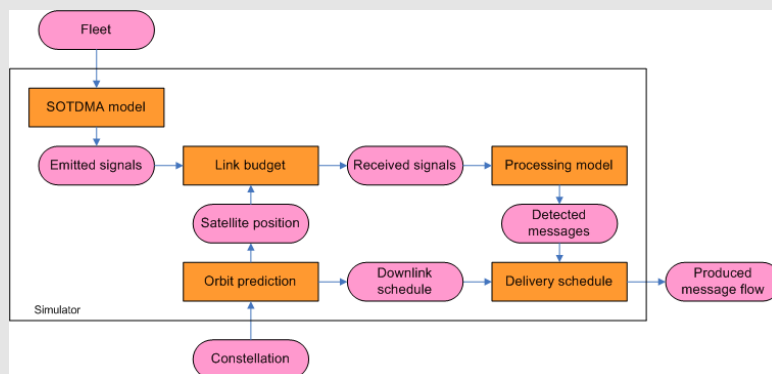 Fleet
SOTDMA model
Emitted signals
Link budget
Received signals
Processing model
Satellite position
Detected
messages
Orbit prediction
Downlink
schedule
Delivery schedule
Produced
message flow
Simulator
Constellation